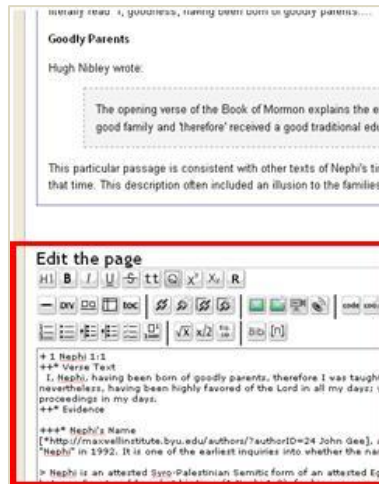 literally read "I, goodness, having been born of goodly parents....
Goodly Parents
Hugh Nibley wrote:
The opening verse of the Book of Mormon explains the e
good family and 'therefore' received a good traditional edu
This particular passage is consistent with other texts of Nephi's ti
that time. This description often included an illusion to the families
Edit the page
H1 B I U S tt x² X₂ R
DIV toc code
√x x/2 [n]
+ 1 Nephi 1:1
++* Verse Text
I, Nephi, having been born of goodly parents, therefore I was taught
nevertheless, having been highly favored of the Lord in all my days;
proceedings in my days.
++* Evidence
+++* Nephi's Name
[*http://maxwellinstitute.byu.edu/authors/?authorID=24 John Gee],
"Nephi" in 1992. It is one of the earliest inquiries into whether the na
> Nephi is an attested Syro-Palestinian Semitic form of an attested Eg